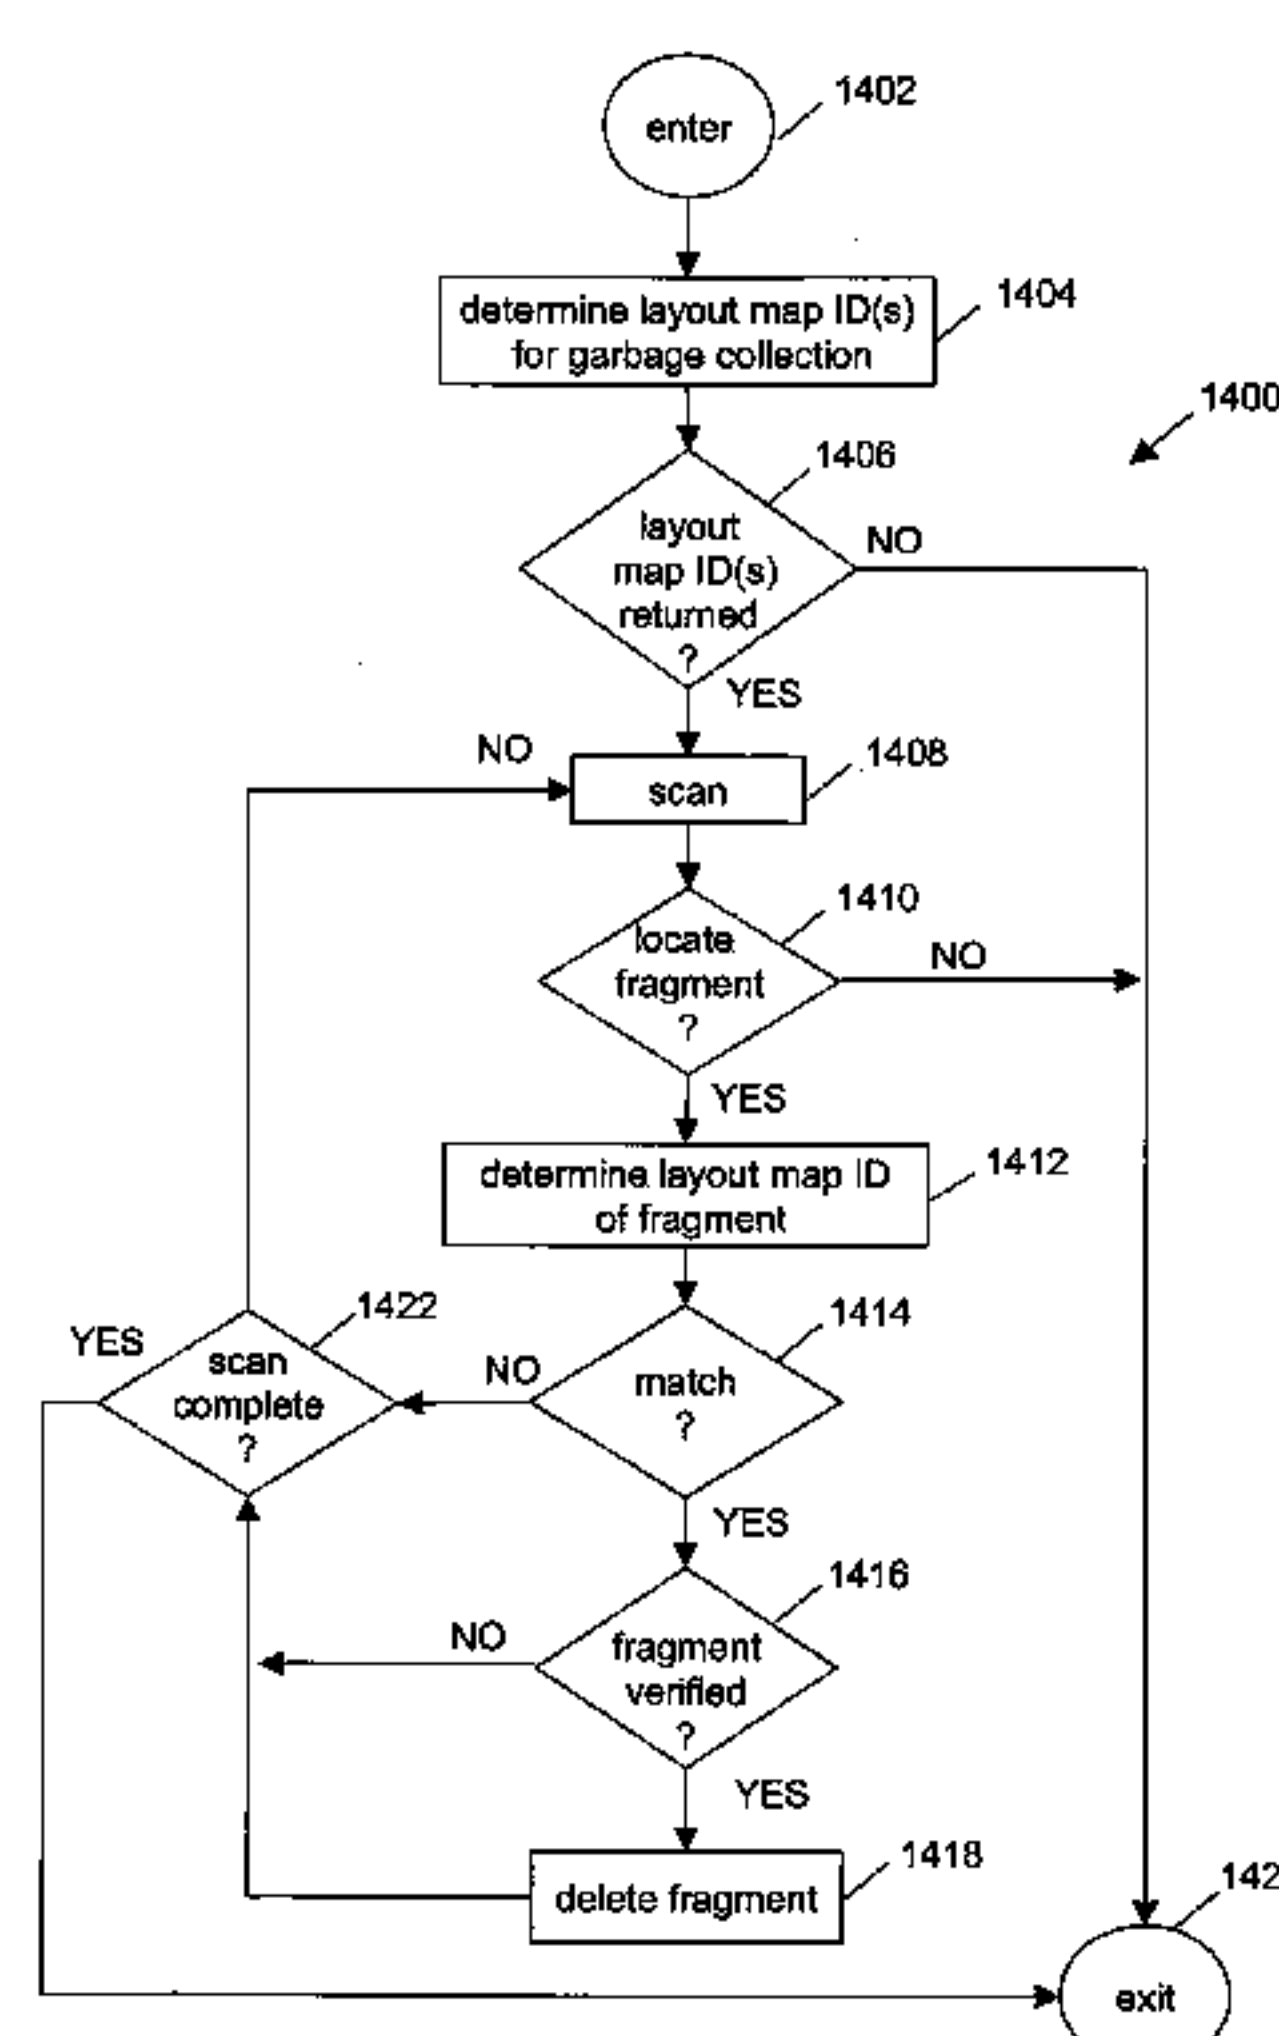 1402
enter
determine layout map ID(s)
for garbage collection
1404
1400
1406
layout
map ID(s)
returned
?
NO
YES
NO
scan
1408
1410
locate
fragment
?
NO
YES
determine layout map ID
of fragment
1412
1422
YES
scan
complete
?
NO
1414
match
?
YES
1416
NO
fragment
verified
?
YES
1418
delete fragment
142
exit